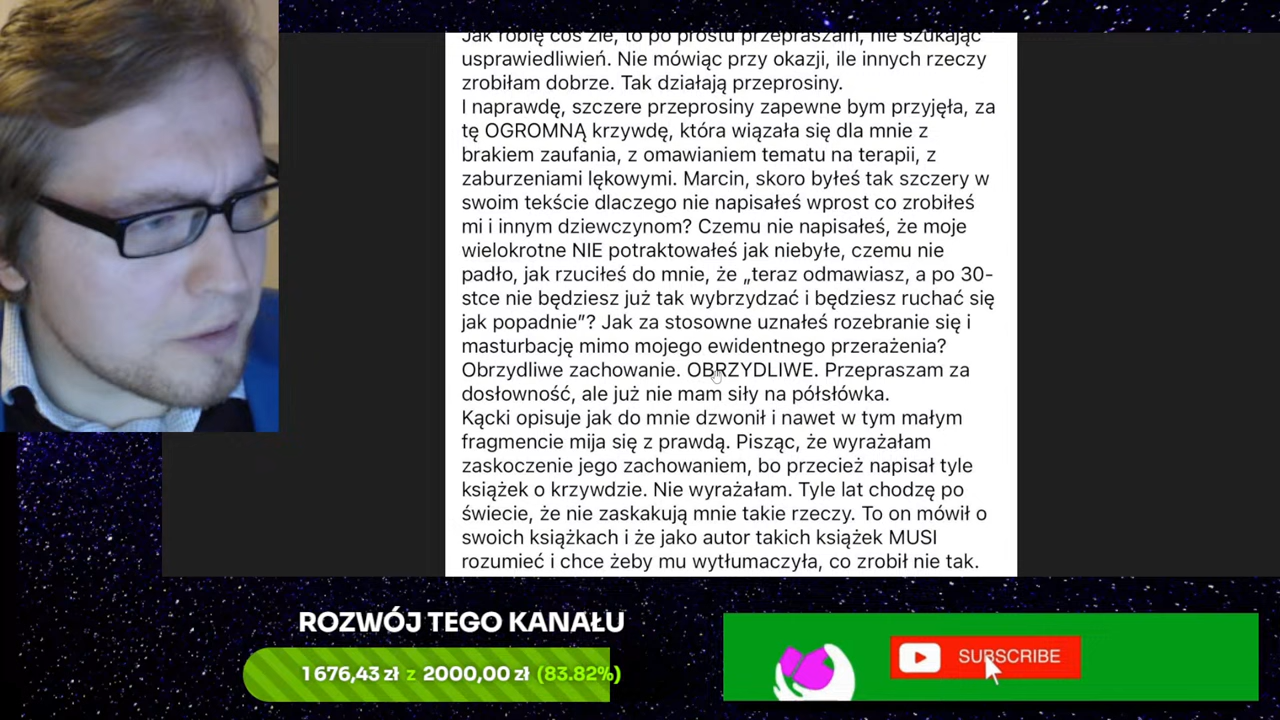 Jak robię coś źle, to po prostu przepraszam, nie szukając
usprawiedliwień. Nie mówiąc przy okazji, ile innych rzeczy
zrobiłam dobrze. Tak działają przeprosiny.
I naprawdę, szczere przeprosiny zapewne bym przyjęła, za
tę OGROMNĄ krzywdę, która wiązała się dla mnie z
brakiem zaufania, z omawianiem tematu na terapii, z
zaburzeniami lękowymi. Marcin, skoro byłeś tak szczery w
swoim tekście dlaczego nie napisałeś wprost co zrobiłeś
mi i innym dziewczynom? Czemu nie napisałeś, że moje
wielokrotne NIE potraktowałeś jak niebyłe, czemu nie
padło, jak rzuciłeś do mnie, że „teraz odmawiasz, a po 30-
stce nie będziesz już tak wybrzydzać i będziesz ruchać się
jak popadnie”? Jak za stosowne uznałeś rozebranie się i
masturbację mimo mojego ewidentnego przerażenia?
Obrzydliwe zachowanie. OBRZYDLIWE. Przepraszam za
dosłowność, ale już nie mam siły na półsłówka.
Kącki opisuje jak do mnie dzwonił i nawet w tym małym
fragmencie mija się z prawdą. Pisząc, że wyrażałam
zaskoczenie jego zachowaniem, bo przecież napisał tyle
książek o krzywdzie. Nie wyrażałam. Tyle lat chodzę po
świecie, że nie zaskakują mnie takie rzeczy. To on mówił o
swoich książkach i że jako autor takich książek MUSI
rozumieć i chce żeby mu wytłumaczyła, co zrobił nie tak.
ROZWÓJ TEGO KANAŁU
1 676,43 zł z 2000,00 zł (83.82%)
SUBSCRIBE